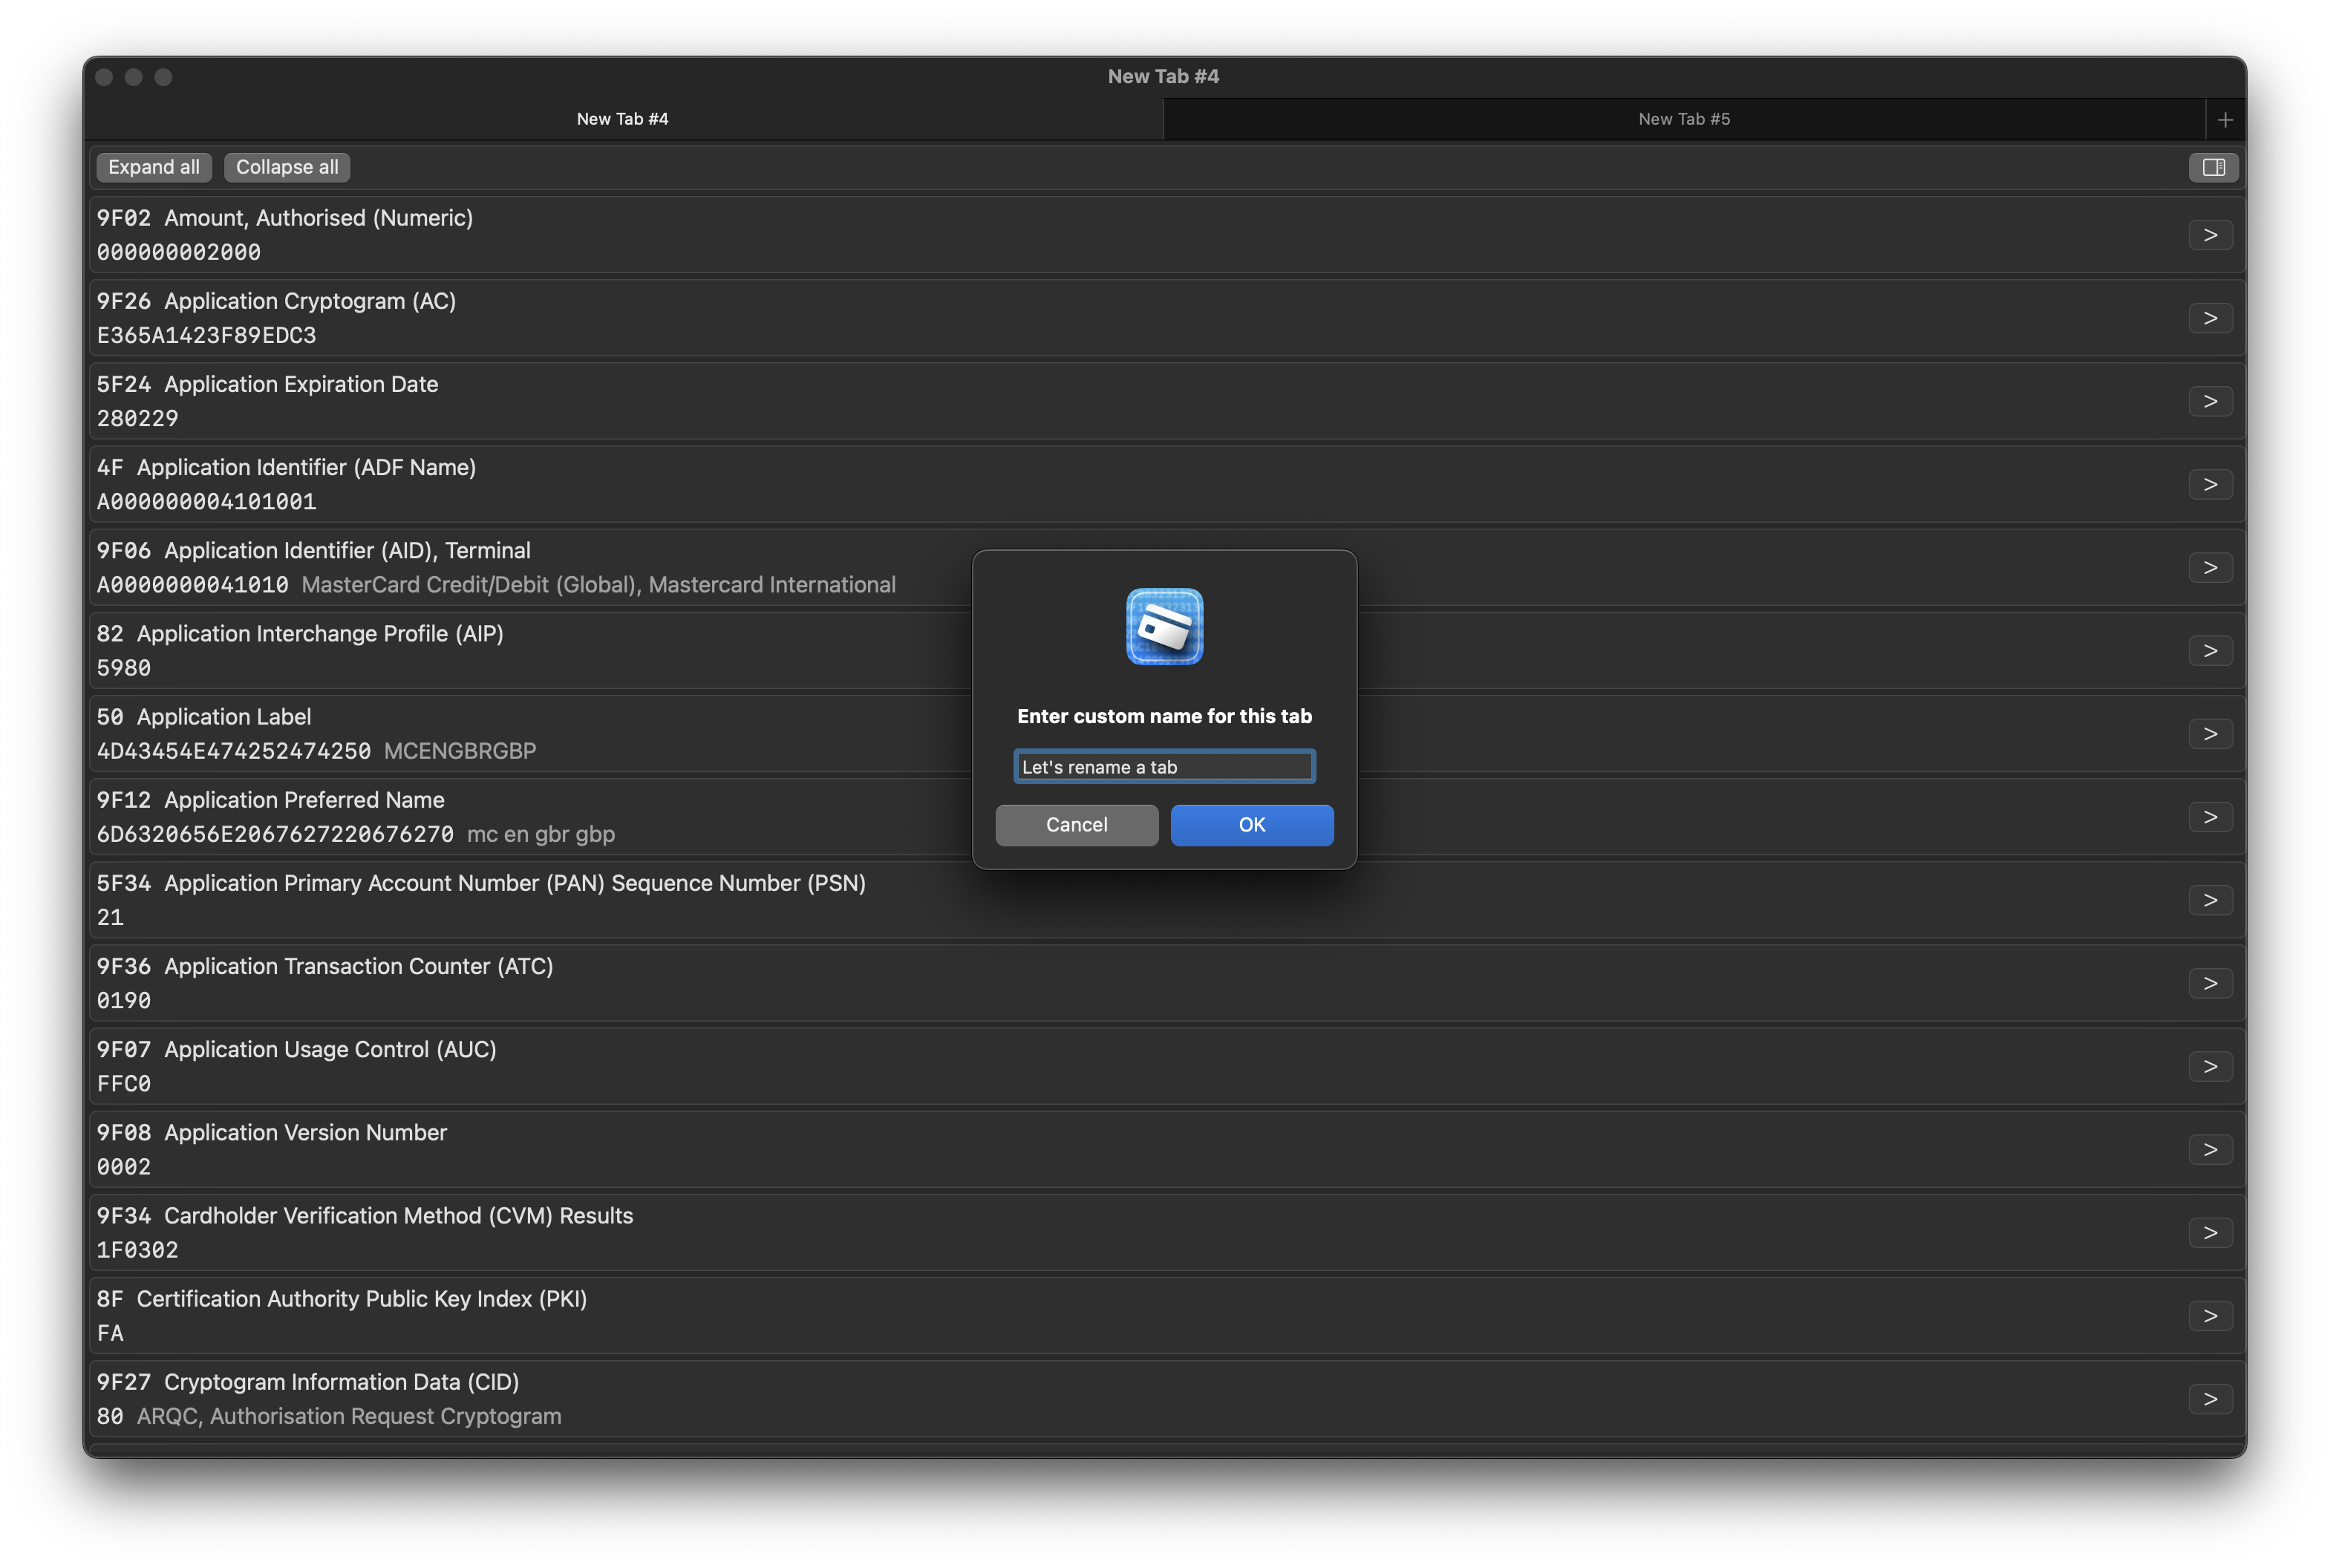 New Tab #4
New Tab #4
New Tab #5
+
Expand all
Collapse all
9F02 Amount, Authorised (Numeric)
000000002000
>
9F26 Application Cryptogram (AC)
E365A1423F89EDC3
>
5F24 Application Expiration Date
280229
>
4F Application Identifier (ADF Name)
A000000004101001
>
9F06 Application Identifier (AID), Terminal
A0000000041010 MasterCard Credit/Debit (Global), Mastercard International
>
82 Application Interchange Profile (AIP)
5980
>
50 Application Label
4D43454E474252474250 MCENGBRGBP
>
9F12 Application Preferred Name
6D6320656E2067627220676270 mc en gbr gbp
>
5F34 Application Primary Account Number (PAN) Sequence Number (PSN)
21
>
9F36 Application Transaction Counter (ATC)
0190
>
9F07 Application Usage Control (AUC)
FFC0
>
9F08 Application Version Number
0002
>
9F34 Cardholder Verification Method (CVM) Results
1F0302
>
8F Certification Authority Public Key Index (PKI)
FA
>
9F27 Cryptogram Information Data (CID)
80 ARQC, Authorisation Request Cryptogram
>
Enter custom name for this tab
Let's rename a tab
Cancel
OK